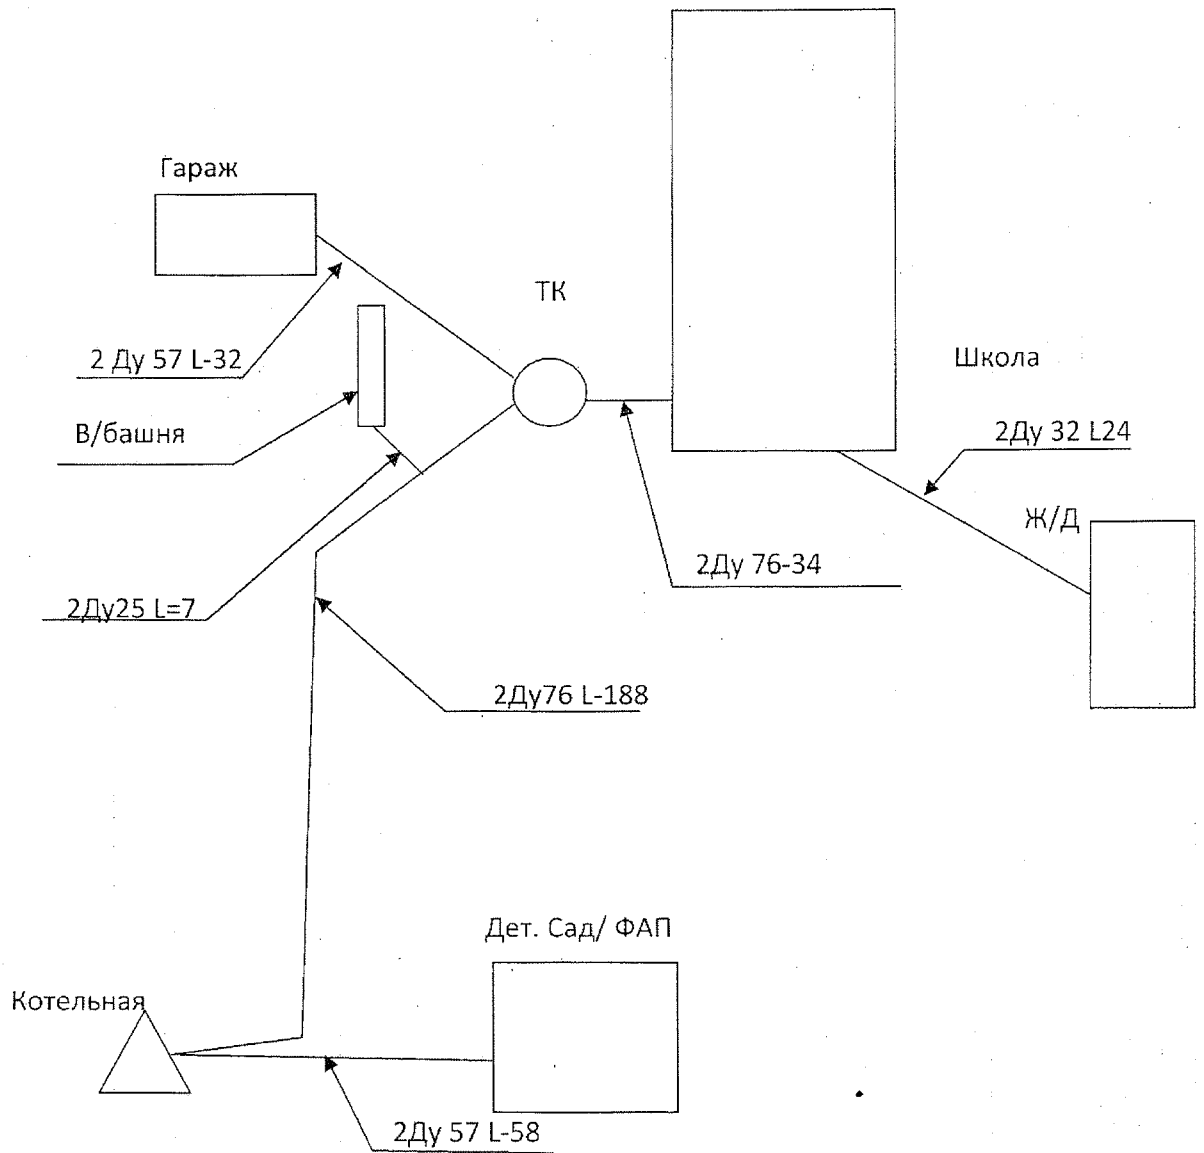 Гараж
ТК
2 Ду 57 L-32
Школа
В/башня
2Ду 32 L24
Ж/Д
2Ду 76-34
2Ду25 L=7
2Ду76 L-188
Дет. Сад/ ФАП
Котельная
2Ду 57 L-58